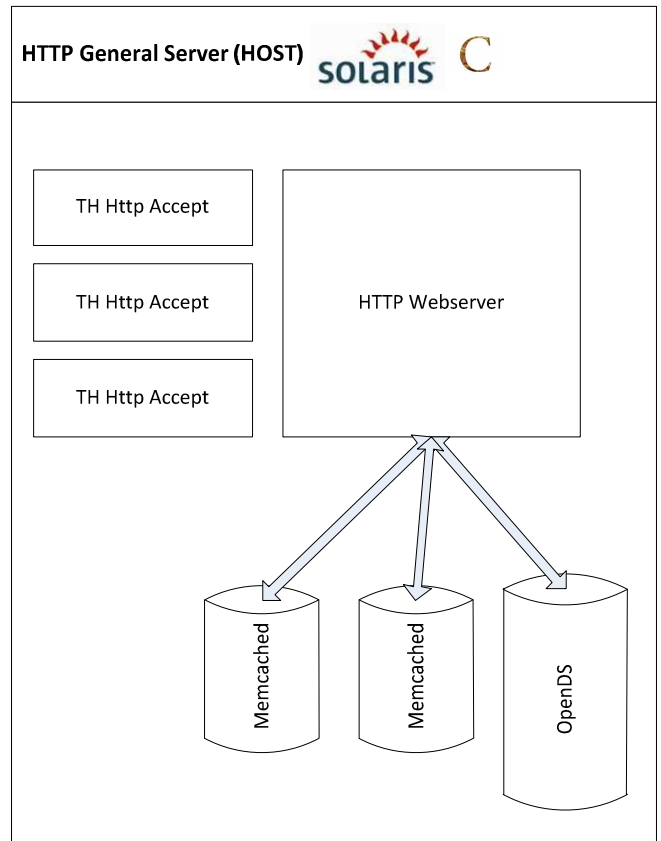 HTTP General Server (HOST) solaris C
TH Http Accept
TH Http Accept
TH Http Accept
HTTP Webserver
Memcached
Memcached
OpenDS